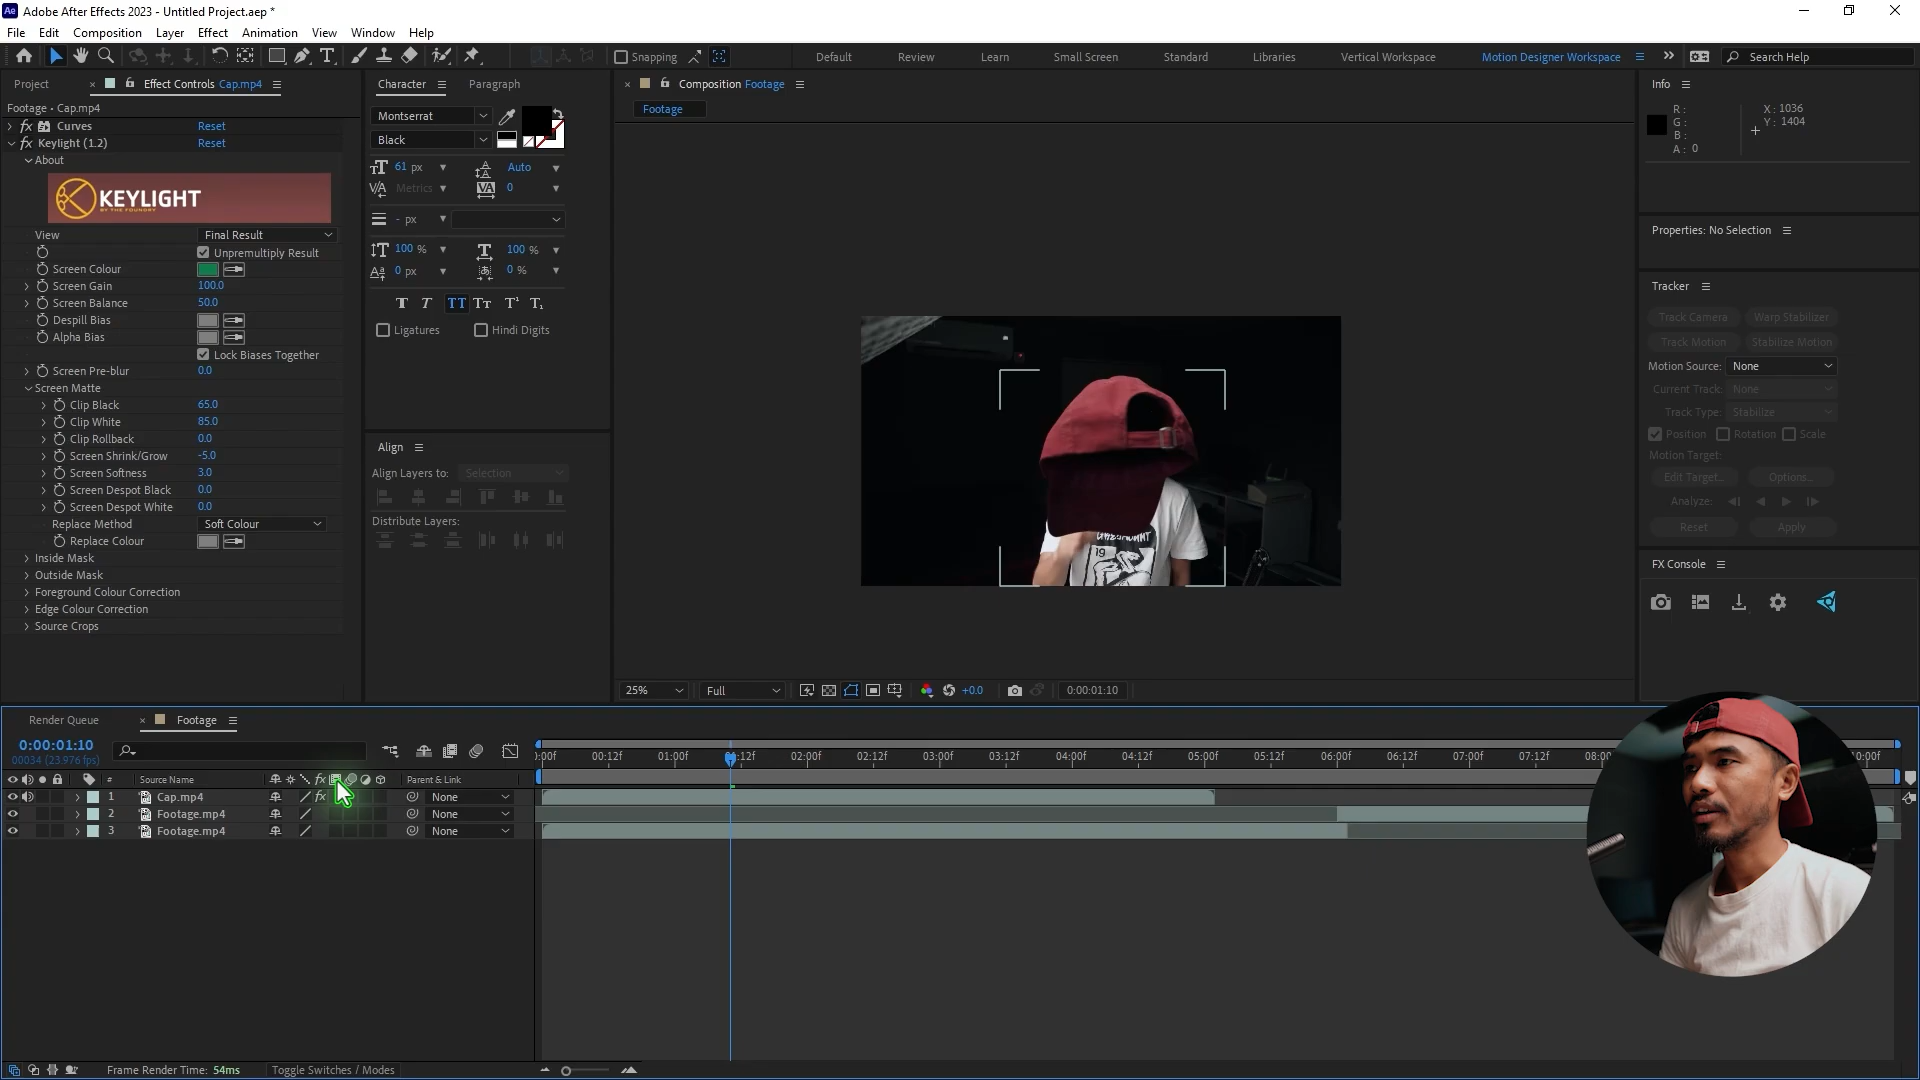 Adobe After Effects 2023 - Untitled Project.aep *
File Edit Composition Layer Effect Animation View Window Help
Snapping
Default Review Learn Small Screen Standard Libraries Vertical Workspace Motion Designer Workspace
Search Help
Project
Effect Controls Cap.mp4
Footage • Cap.mp4
fx Curves Reset
fx Keylight (1.2) Reset
About
KEYLIGHT
BY THE FOUNDRY
View Final Result
Unpremultiply Result
Screen Colour
Screen Gain 100.0
Screen Balance 50.0
Despill Bias
Alpha Bias
Lock Biases Together
Screen Pre-blur 0.0
Screen Matte
Clip Black 65.0
Clip White 85.0
Clip Rollback 0.0
Screen Shrink/Grow -5.0
Screen Softness 3.0
Screen Despot Black 0.0
Screen Despot White 0.0
Replace Method Soft Colour
Replace Colour
Inside Mask
Outside Mask
Foreground Colour Correction
Edge Colour Correction
Source Crops
Character Paragraph
Montserrat
Black
61 px Auto
Metrics 0
- px
100 % 100 %
0 px 0 %
Ligatures Hindi Digits
Align
Align Layers to: Selection
Distribute Layers:
Composition Footage
Footage
19
25% Full +0.0 0:00:01:10
Info
R: X: 1036
G: Y: 1404
B:
A: 0
Properties: No Selection
Tracker
Track Camera Warp Stabilizer
Track Motion Stabilize Motion
Motion Source: None
Current Track: None
Track Type: Stabilize
Position Rotation Scale
Motion Target:
Edit Target... Options...
Analyze:
Reset Apply
FX Console
Render Queue Footage
0:00:01:10
00034 (23.976 fps)
:00f 00:12f 01:00f 01:12f 02:00f 02:12f 03:00f 03:12f 04:00f 04:12f 05:00f 05:12f 06:00f 06:12f 07:00f 07:12f 10:00f
# Source Name fx Parent & Link
1 Cap.mp4 fx None
2 Footage.mp4 None
3 Footage.mp4 None
Frame Render Time: 54ms Toggle Switches / Modes